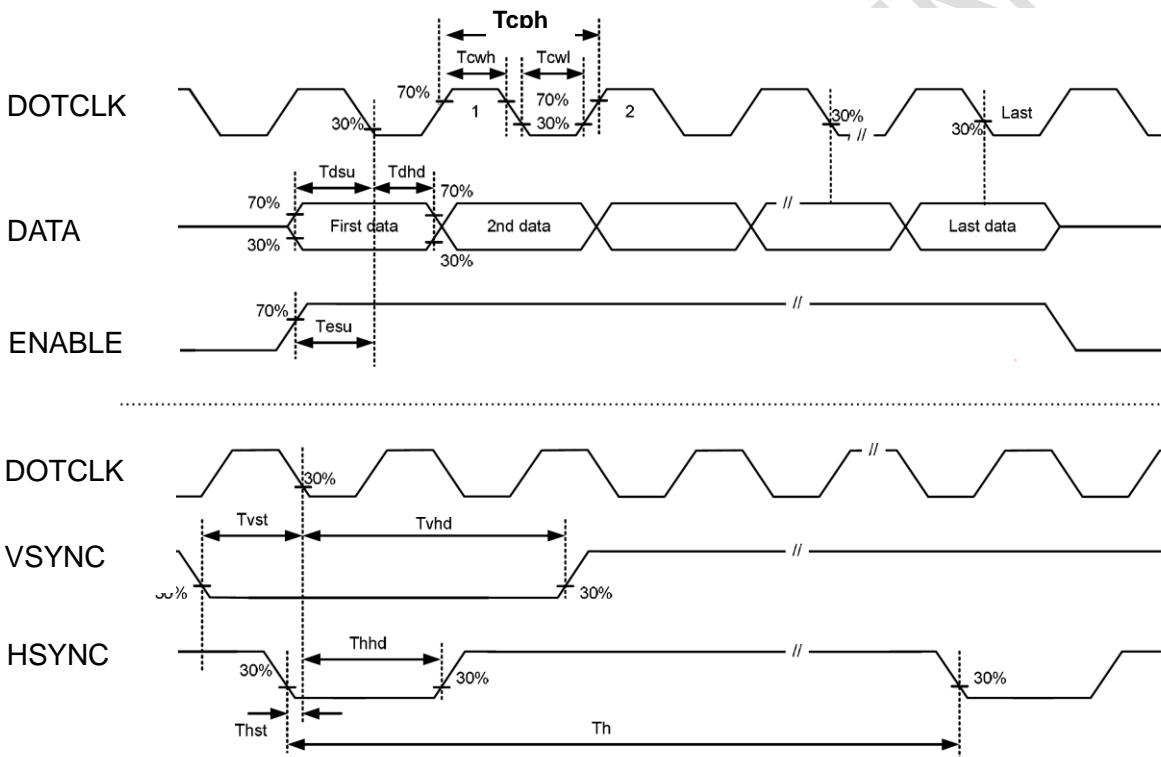 Tcph
Tcwh Tcwl
DOTCLK 70% 1 70% 2 30% Last
30% 30% 30%
Tdsu Tdhd
70% 70%
DATA First data 2nd data // Last data
30% 30%
70% //
ENABLE Tesu
DOTCLK 30% //
Tvst Tvhd
VSYNC //
30%
HSYNC Thhd //
30% 30% 30%
Thst Th